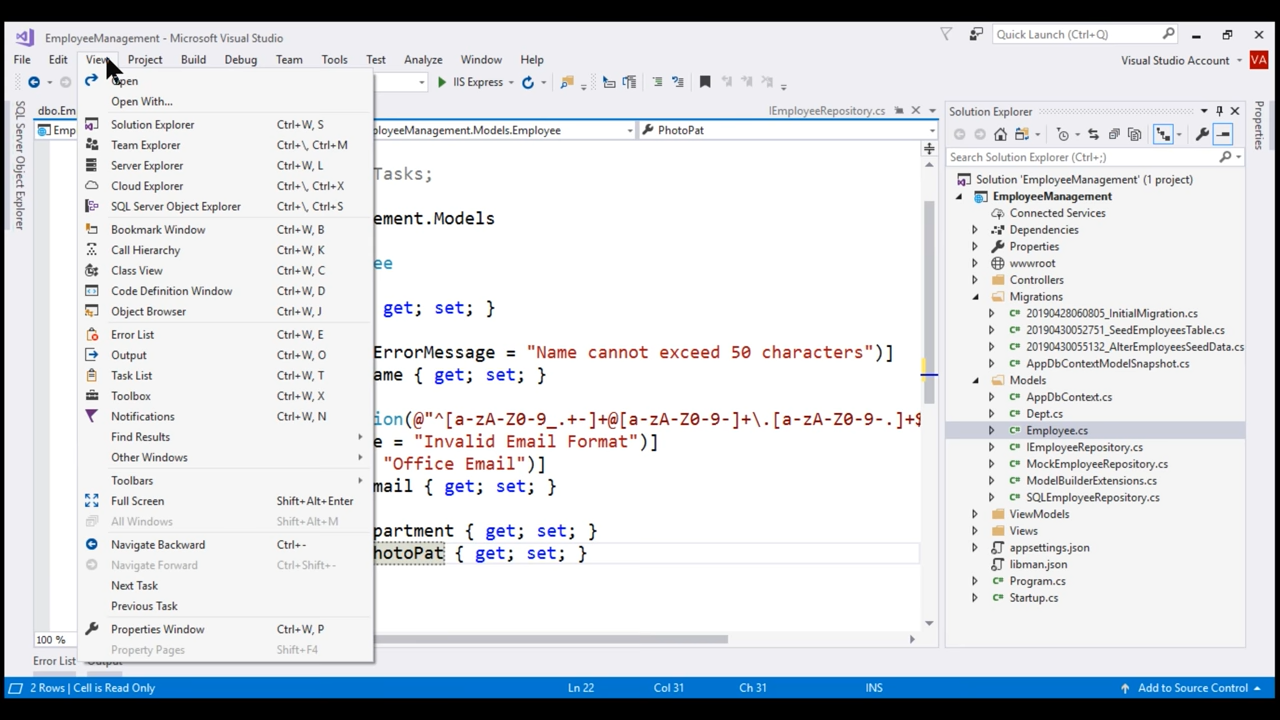 EmployeeManagement - Microsoft Visual Studio
Quick Launch (Ctrl+Q)
File Edit View Project Build Debug Team Tools Test Analyze Window Help
Visual Studio Account VA
IIS Express
dbo.Em
IEmployeeRepository.cs
Emp
ployeeManagement.Models.Employee
PhotoPat
SQL Server Object Explorer
Open
Open With...
Solution Explorer Ctrl+W, S
Team Explorer Ctrl+\, Ctrl+M
Server Explorer Ctrl+W, L
Cloud Explorer Ctrl+\, Ctrl+X
SQL Server Object Explorer Ctrl+\, Ctrl+S
Bookmark Window Ctrl+W, B
Call Hierarchy Ctrl+W, K
Class View Ctrl+W, C
Code Definition Window Ctrl+W, D
Object Browser Ctrl+W, J
Error List Ctrl+W, E
Output Ctrl+W, O
Task List Ctrl+W, T
Toolbox Ctrl+W, X
Notifications Ctrl+W, N
Find Results
Other Windows
Toolbars
Full Screen Shift+Alt+Enter
All Windows Shift+Alt+M
Navigate Backward Ctrl+-
Navigate Forward Ctrl+Shift+-
Next Task
Previous Task
Properties Window Ctrl+W, P
Property Pages Shift+F4
Tasks;
ement.Models
ee
get; set; }
ErrorMessage = "Name cannot exceed 50 characters")]
ame { get; set; }
ion(@"^[a-zA-Z0-9_.+-]+@[a-zA-Z0-9-]+\.[a-zA-Z0-9-.]+$
e = "Invalid Email Format")]
"Office Email")]
mail { get; set; }
partment { get; set; }
hotoPat { get; set; }
Solution Explorer
Search Solution Explorer (Ctrl+;)
Solution 'EmployeeManagement' (1 project)
EmployeeManagement
Connected Services
Dependencies
Properties
wwwroot
Controllers
Migrations
20190428060805_InitialMigration.cs
20190430052751_SeedEmployeesTable.cs
20190430055132_AlterEmployeesSeedData.cs
AppDbContextModelSnapshot.cs
Models
AppDbContext.cs
Dept.cs
Employee.cs
IEmployeeRepository.cs
MockEmployeeRepository.cs
ModelBuilderExtensions.cs
SQLEmployeeRepository.cs
ViewModels
Views
appsettings.json
libman.json
Program.cs
Startup.cs
Properties
100 %
Error List Output
2 Rows | Cell is Read Only
Ln 22 Col 31 Ch 31 INS
Add to Source Control